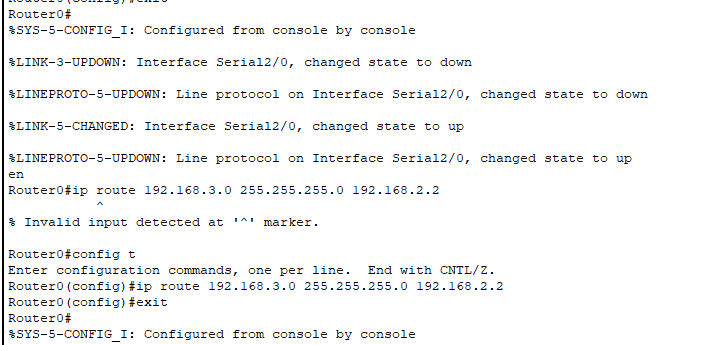 Router0#
%SYS-5-CONFIG_I: Configured from console by console
%LINK-3-UPDOWN: Interface Serial2/0, changed state to down
%LINEPROTO-5-UPDOWN: Line protocol on Interface Serial2/0, changed state to down
%LINK-5-CHANGED: Interface Serial2/0, changed state to up
%LINEPROTO-5-UPDOWN: Line protocol on Interface Serial2/0, changed state to up
en
Router0#ip route 192.168.3.0 255.255.255.0 192.168.2.2
^
% Invalid input detected at '^' marker.
Router0#config t
Enter configuration commands, one per line.  End with CNTL/Z.
Router0(config)#ip route 192.168.3.0 255.255.255.0 192.168.2.2
Router0(config)#exit
Router0#
%SYS-5-CONFIG_I: Configured from console by console